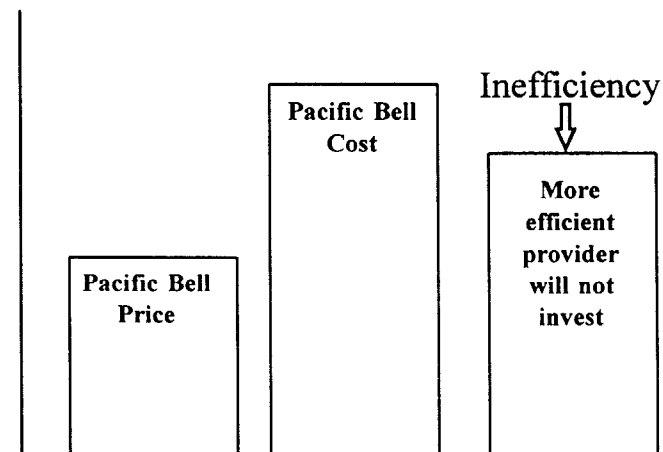 Inefficiency
Pacific Bell
Cost
More
efficient
provider
will not
invest
Pacific Bell
Price